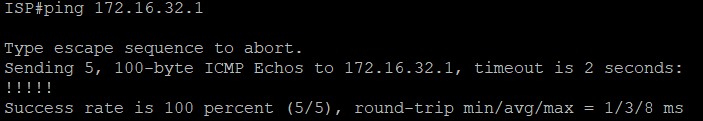 ISP#ping 172.16.32.1
Type escape sequence to abort.
Sending 5, 100-byte ICMP Echos to 172.16.32.1, timeout is 2 seconds:
!!!!!
Success rate is 100 percent (5/5), round-trip min/avg/max = 1/3/8 ms